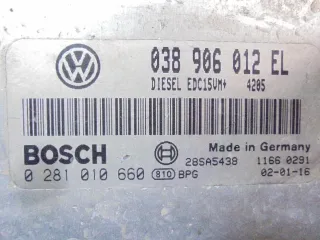 038 906 012 EL
DIESEL EDC15VM+ 4205
BOSCH
Made in Germany
28SA5438 1166 0291
0 281 010 660 810 BPG 02-01-16